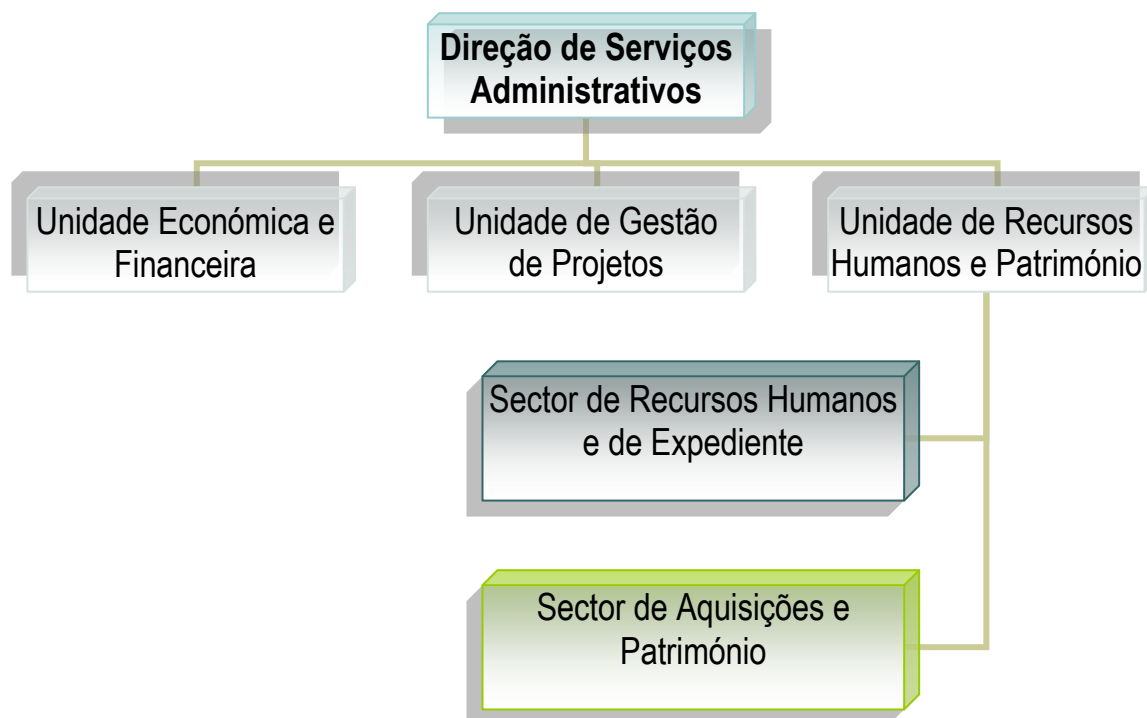 Direção de Serviços
Administrativos
Unidade Económica e
Financeira
Unidade de Gestão
de Projetos
Unidade de Recursos
Humanos e Património
Sector de Recursos Humanos
e de Expediente
Sector de Aquisições e
Património